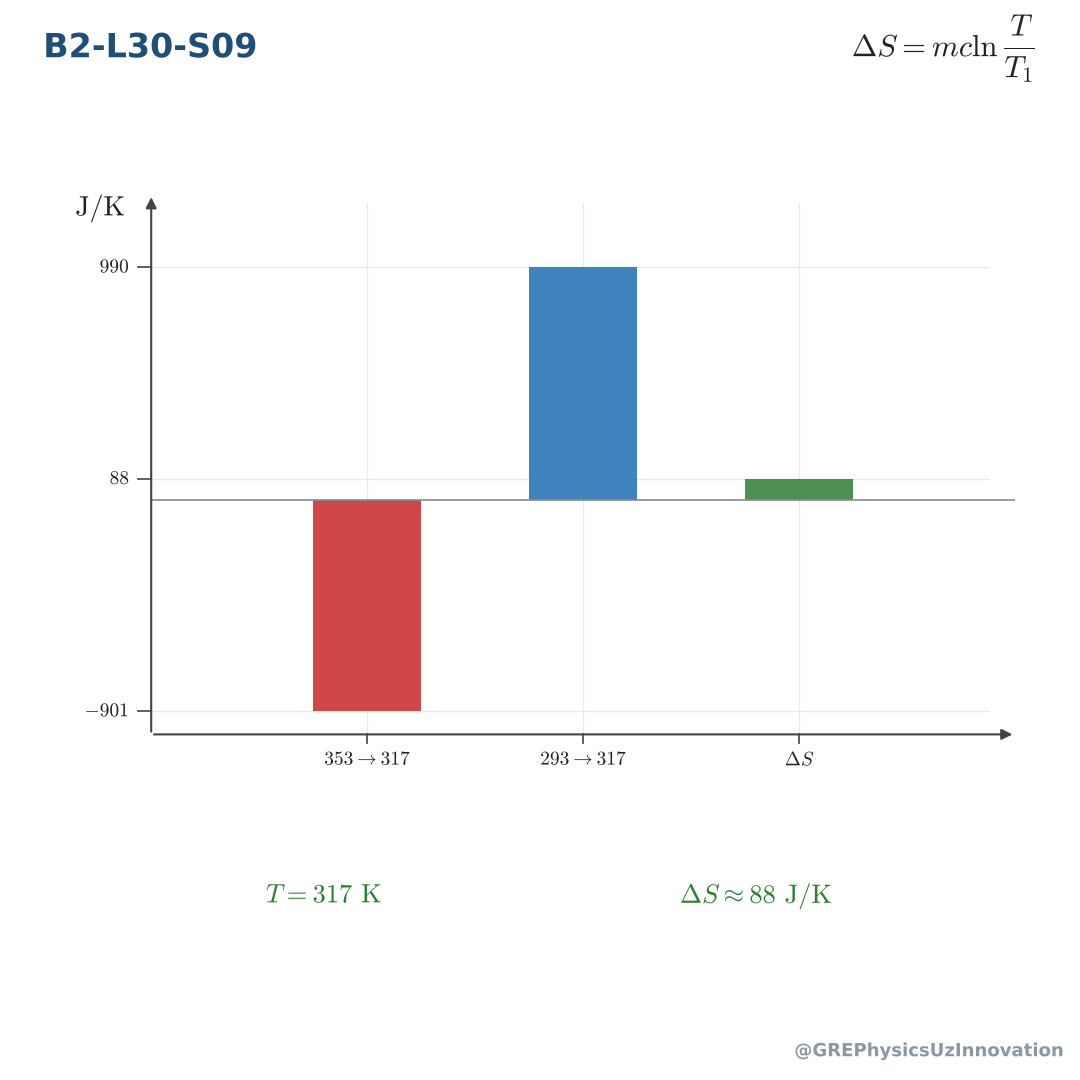 B2-L30-S09
ΔS = mc ln T/T₁
J/K
990
88
−901
353 → 317
293 → 317
ΔS
T = 317 K
ΔS ≈ 88 J/K
@GREPhysicsUzInnovation